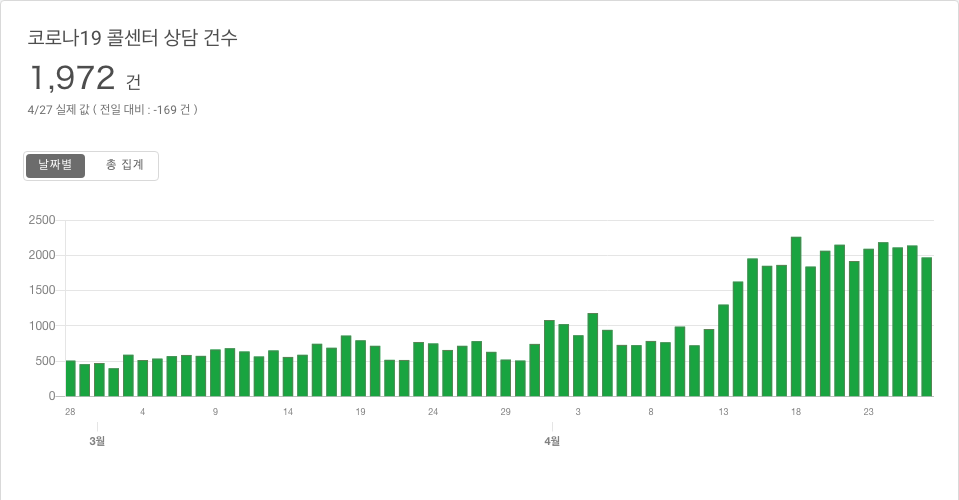 코로나19 콜센터 상담 건수
1,972 건
4/27 실제 값 ( 전일 대비 : -169 건 )
날짜별 총 집계
2500
2000
1500
1000
500
0
28 4 9 14 19 24 29 3 8 13 18 23
3월 4월